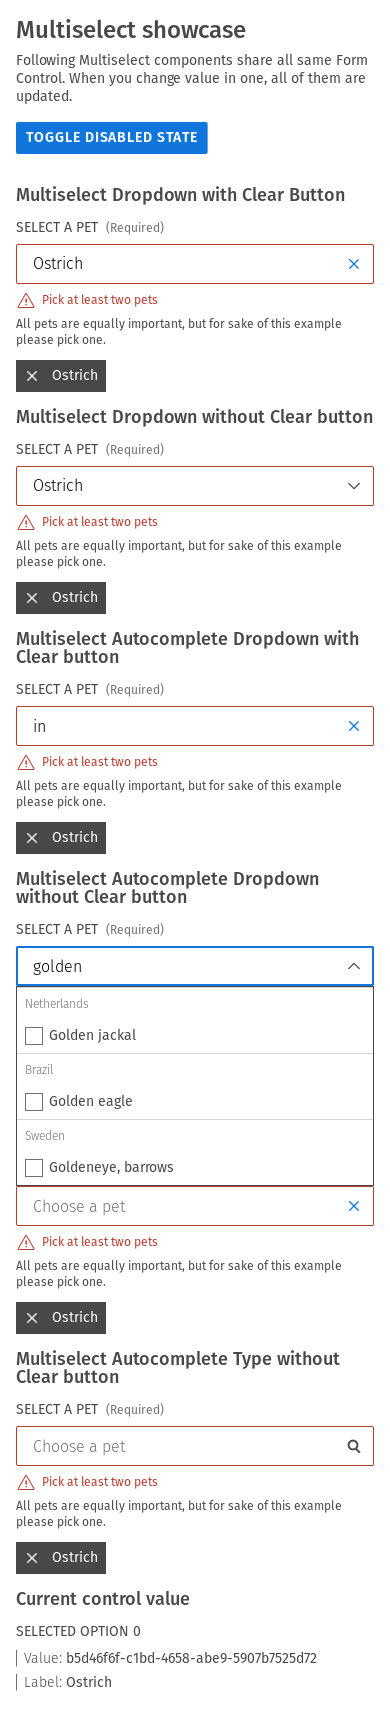 Multiselect showcase
Following Multiselect components share all same Form
Control. When you change value in one, all of them are
updated.
TOGGLE DISABLED STATE
Multiselect Dropdown with Clear Button
SELECT A PET (Required)
Ostrich
Pick at least two pets
All pets are equally important, but for sake of this example
please pick one.
Ostrich
Multiselect Dropdown without Clear button
SELECT A PET (Required)
Ostrich
Pick at least two pets
All pets are equally important, but for sake of this example
please pick one.
Ostrich
Multiselect Autocomplete Dropdown with
Clear button
SELECT A PET (Required)
in
Pick at least two pets
All pets are equally important, but for sake of this example
please pick one.
Ostrich
Multiselect Autocomplete Dropdown
without Clear button
SELECT A PET (Required)
golden
Netherlands
Golden jackal
Brazil
Golden eagle
Sweden
Goldeneye, barrows
Choose a pet
Pick at least two pets
All pets are equally important, but for sake of this example
please pick one.
Ostrich
Multiselect Autocomplete Type without
Clear button
SELECT A PET (Required)
Choose a pet
Pick at least two pets
All pets are equally important, but for sake of this example
please pick one.
Ostrich
Current control value
SELECTED OPTION 0
Value: b5d46f6f-c1bd-4658-abe9-5907b7525d72
Label: Ostrich